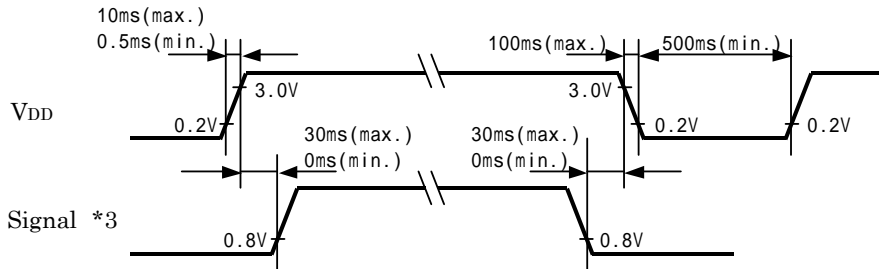 10ms(max.)
0.5ms(min.)
100ms(max.)
500ms(min.)
3.0V
3.0V
VDD
0.2V
0.2V
0.2V
30ms(max.)
0ms(min.)
30ms(max.)
0ms(min.)
Signal *3
0.8V
0.8V